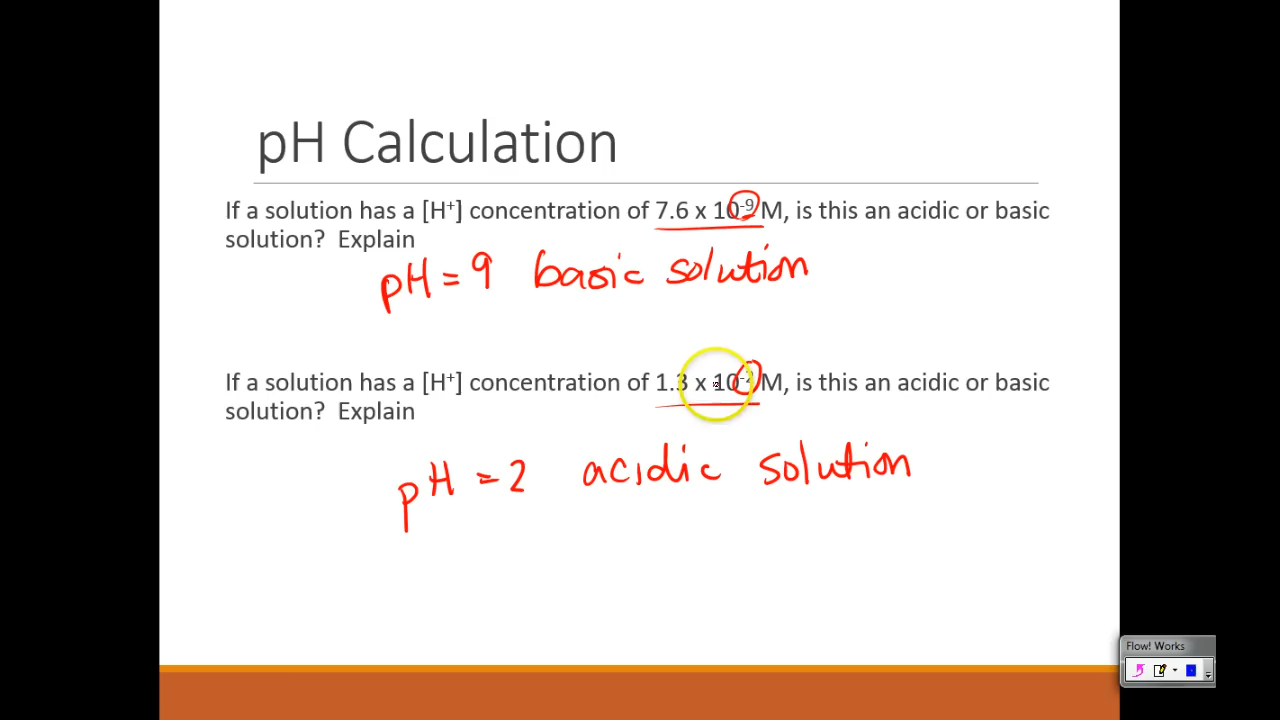 pH Calculation
If a solution has a [H⁺] concentration of 7.6 x 10⁻⁹ M, is this an acidic or basic
solution? Explain
pH = 9 basic solution
If a solution has a [H⁺] concentration of 1.3 x 10⁻² M, is this an acidic or basic
solution? Explain
pH = 2 acidic solution
Flow! Works